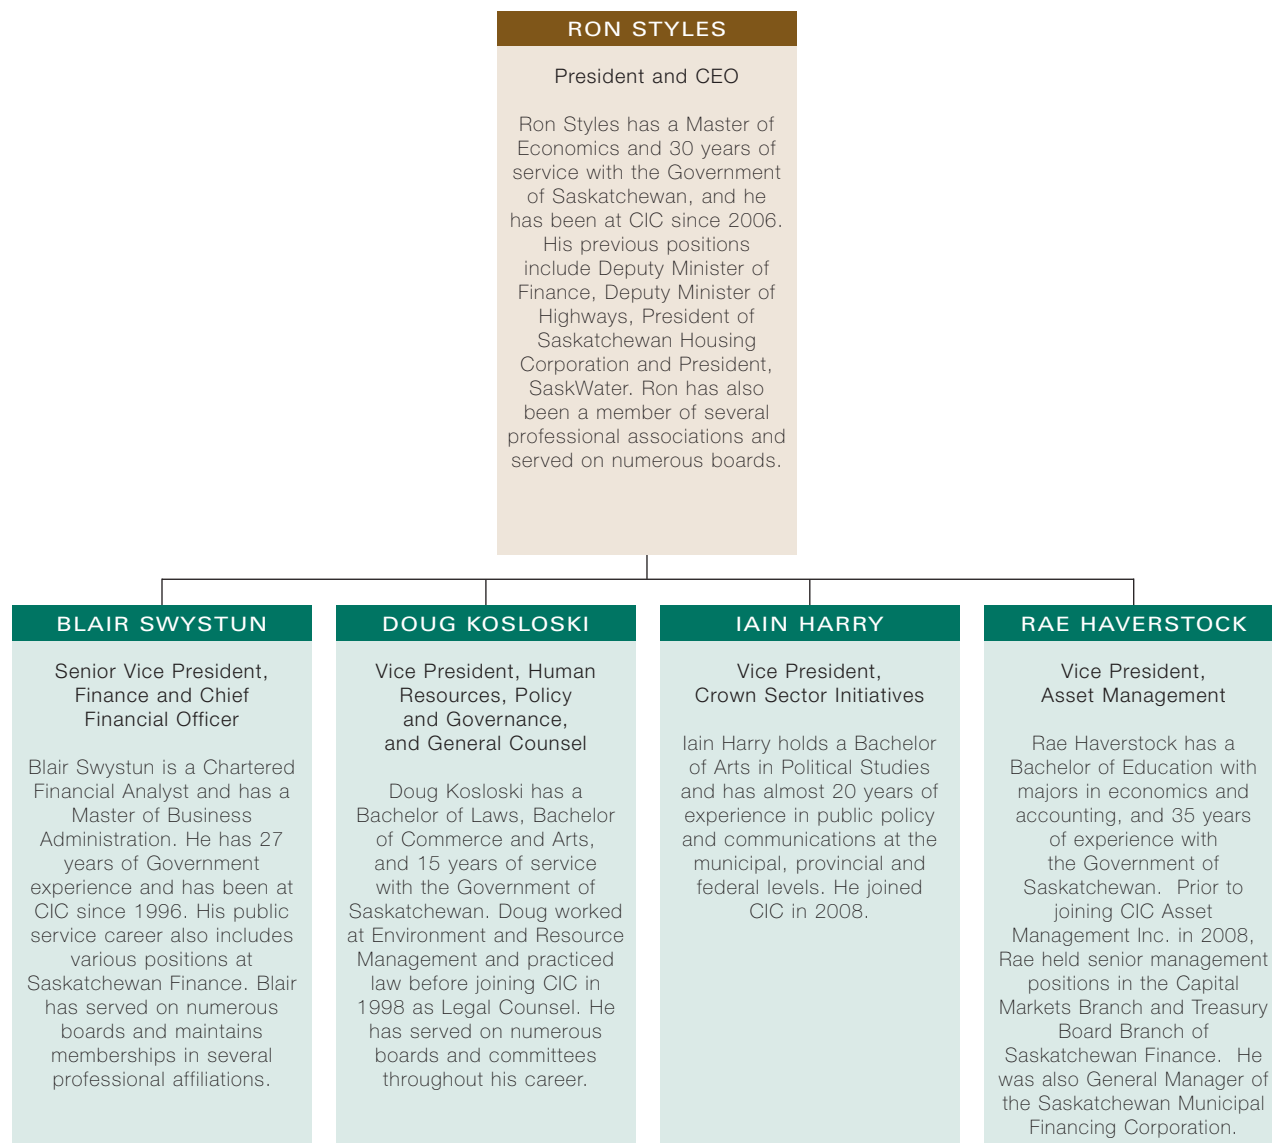 RON STYLES
President and CEO
Ron Styles has a Master of
Economics and 30 years of
service with the Government
of Saskatchewan, and he
has been at CIC since 2006.
His previous positions
include Deputy Minister of
Finance, Deputy Minister of
Highways, President of
Saskatchewan Housing
Corporation and President,
SaskWater. Ron has also
been a member of several
professional associations and
served on numerous boards.
BLAIR SWYSTUN
Senior Vice President,
Finance and Chief
Financial Officer
Blair Swystun is a Chartered
Financial Analyst and has a
Master of Business
Administration. He has 27
years of Government
experience and has been at
CIC since 1996. His public
service career also includes
various positions at
Saskatchewan Finance. Blair
has served on numerous
boards and maintains
memberships in several
professional affiliations.
DOUG KOSLOSKI
Vice President, Human
Resources, Policy
and Governance,
and General Counsel
Doug Kosloski has a
Bachelor of Laws, Bachelor
of Commerce and Arts,
and 15 years of service
with the Government of
Saskatchewan. Doug worked
at Environment and Resource
Management and practiced
law before joining CIC in
1998 as Legal Counsel. He
has served on numerous
boards and committees
throughout his career.
IAIN HARRY
Vice President,
Crown Sector Initiatives
Iain Harry holds a Bachelor
of Arts in Political Studies
and has almost 20 years of
experience in public policy
and communications at the
municipal, provincial and
federal levels. He joined
CIC in 2008.
RAE HAVERSTOCK
Vice President,
Asset Management
Rae Haverstock has a
Bachelor of Education with
majors in economics and
accounting, and 35 years
of experience with
the Government of
Saskatchewan.  Prior to
joining CIC Asset
Management Inc. in 2008,
Rae held senior management
positions in the Capital
Markets Branch and Treasury
Board Branch of
Saskatchewan Finance.  He
was also General Manager of
the Saskatchewan Municipal
Financing Corporation.